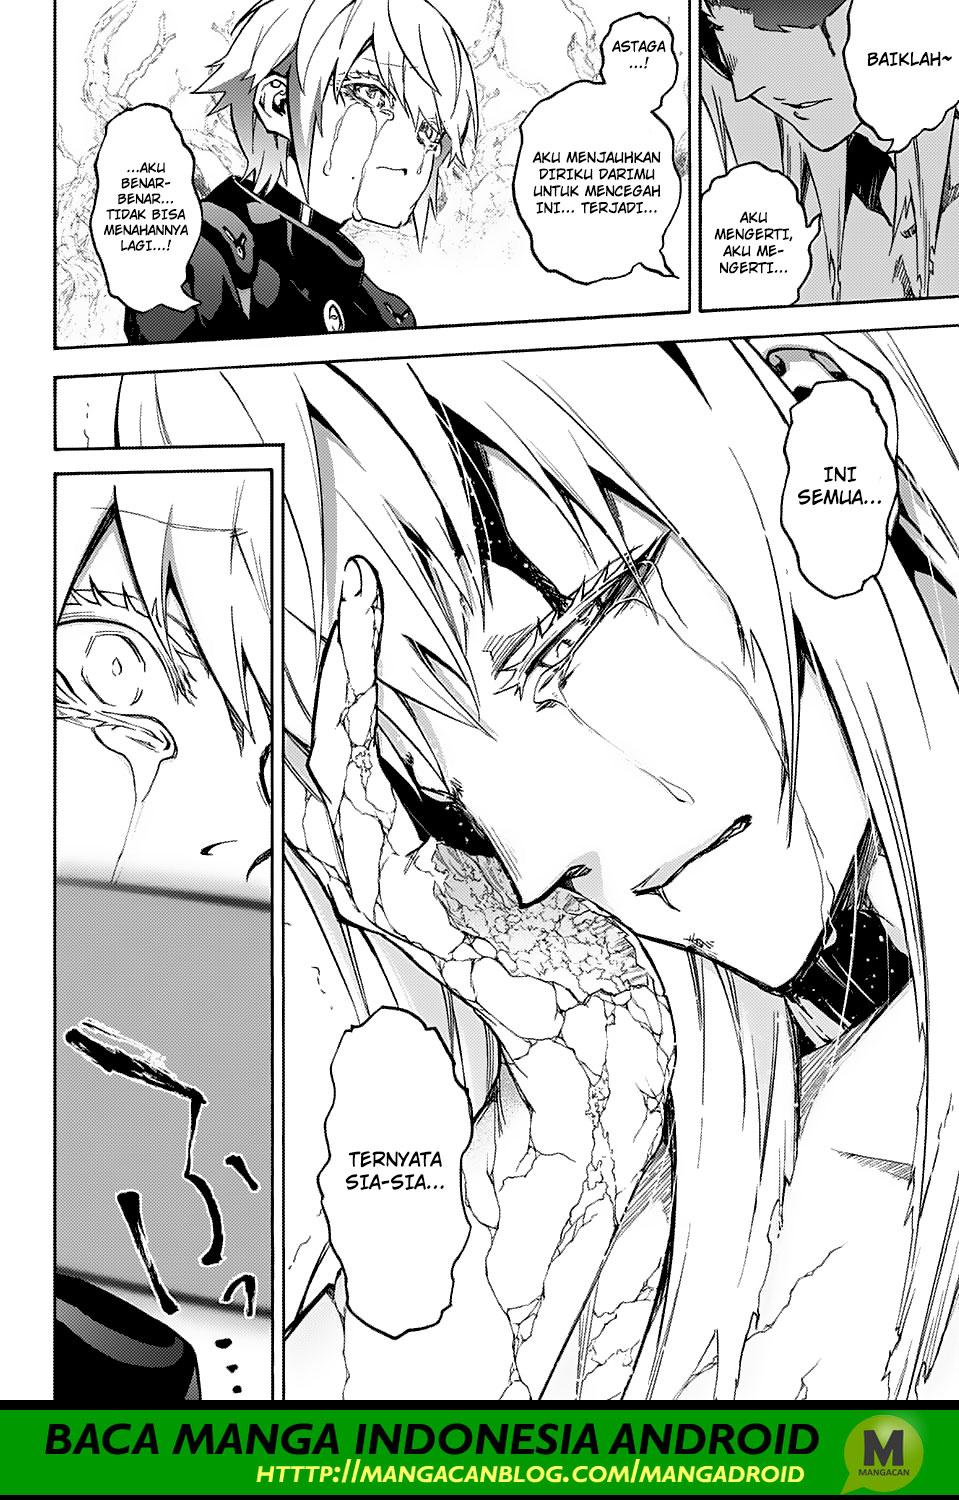 BAIKLAH~
AKU
MENGERTI,
AKU ME-
NGERTI...
ASTAGA
...!
AKU MENJAUHKAN
DIRIKU DARIMU
UNTUK MENCEGAH
INI... TERJADI...
...AKU
BENAR-
BENAR...
TIDAK BISA
MENAHANNYA
LAGI...!
INI
SEMUA...
TERNYATA
SIA-SIA...
BACA MANGA INDONESIA ANDROID
HTTTP://MANGACANBLOG.COM/MANGADROID
M
MANGACAN